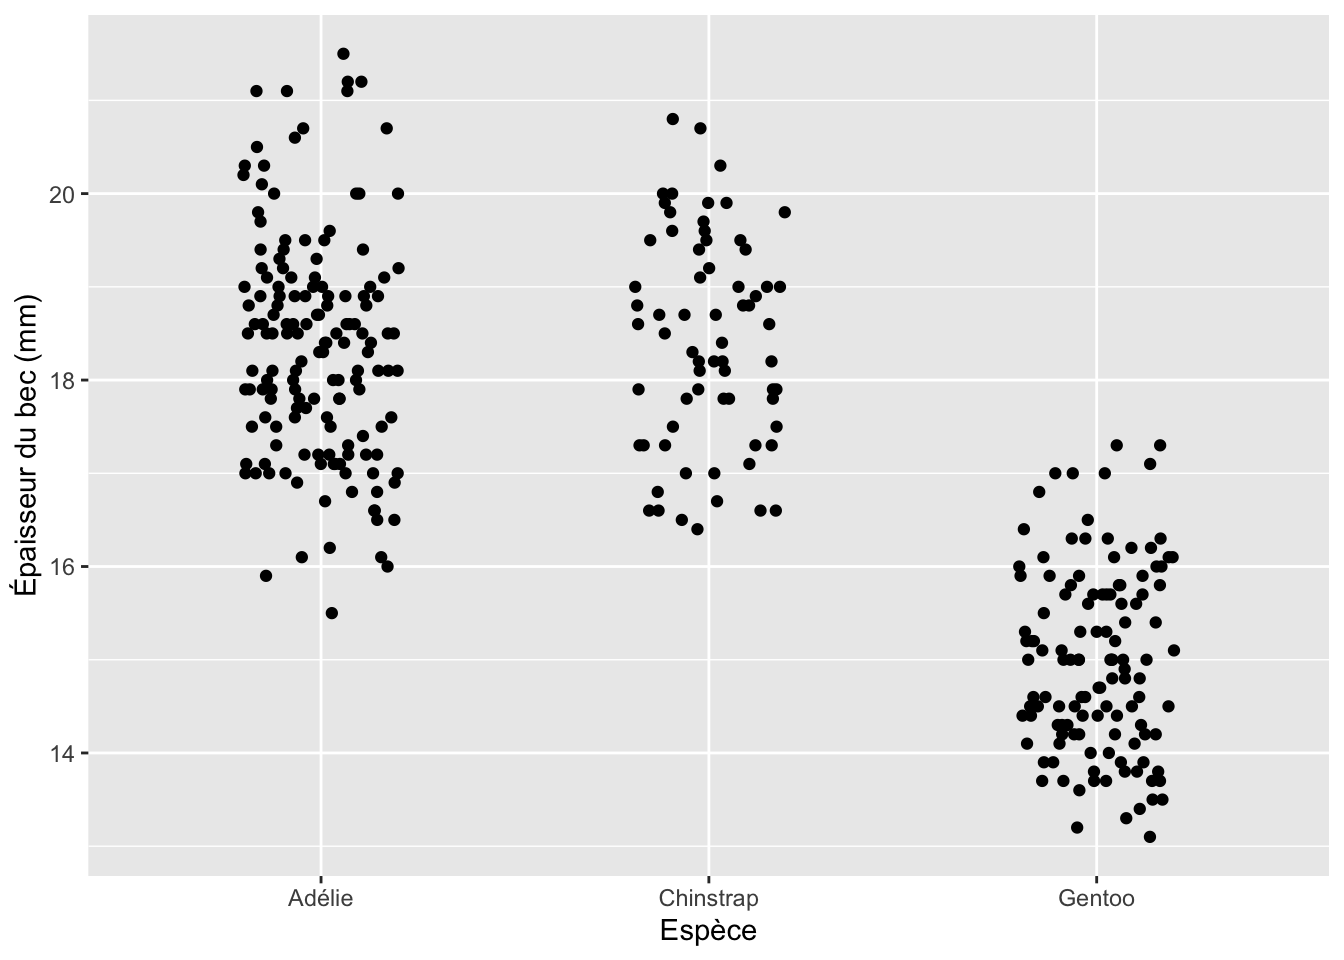 Épaisseur du bec (mm)
20
18
16
14
Adélie
Chinstrap
Gentoo
Espèce